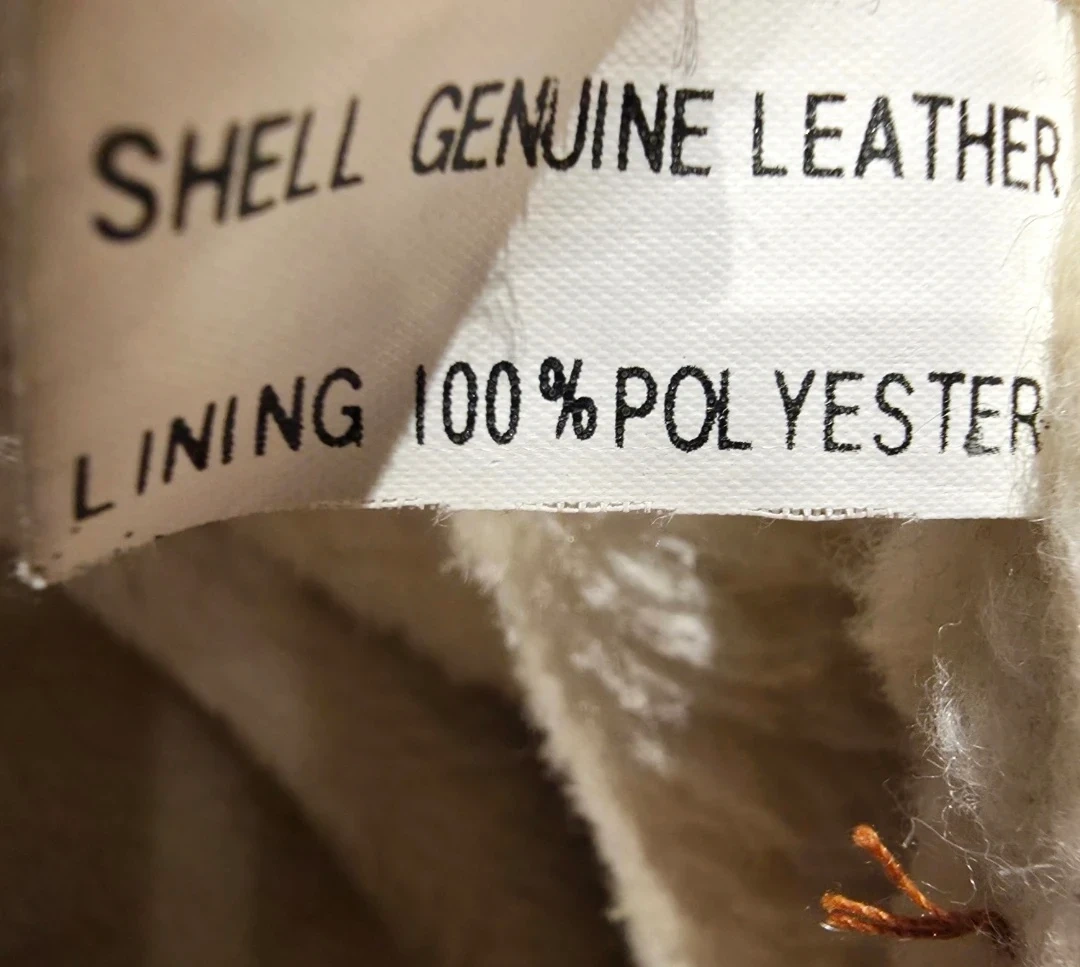 SHELL GENUINE LEATHER
LINING 100% POLYESTER